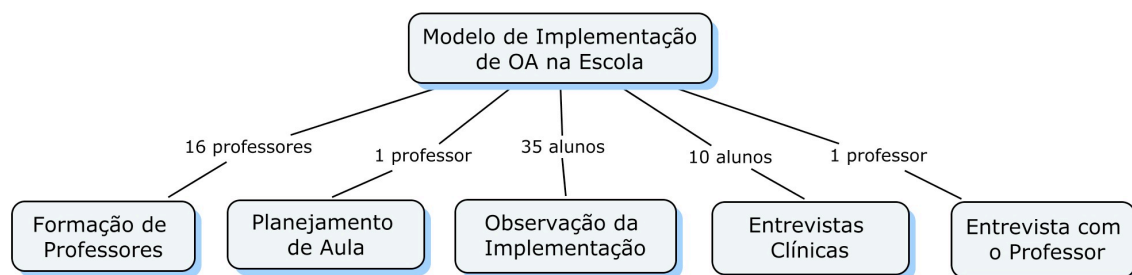 Modelo de Implementação
de OA na Escola
16 professores
1 professor
35 alunos
10 alunos
1 professor
Formação de
Professores
Planejamento
de Aula
Observação da
Implementação
Entrevistas
Clínicas
Entrevista com
o Professor